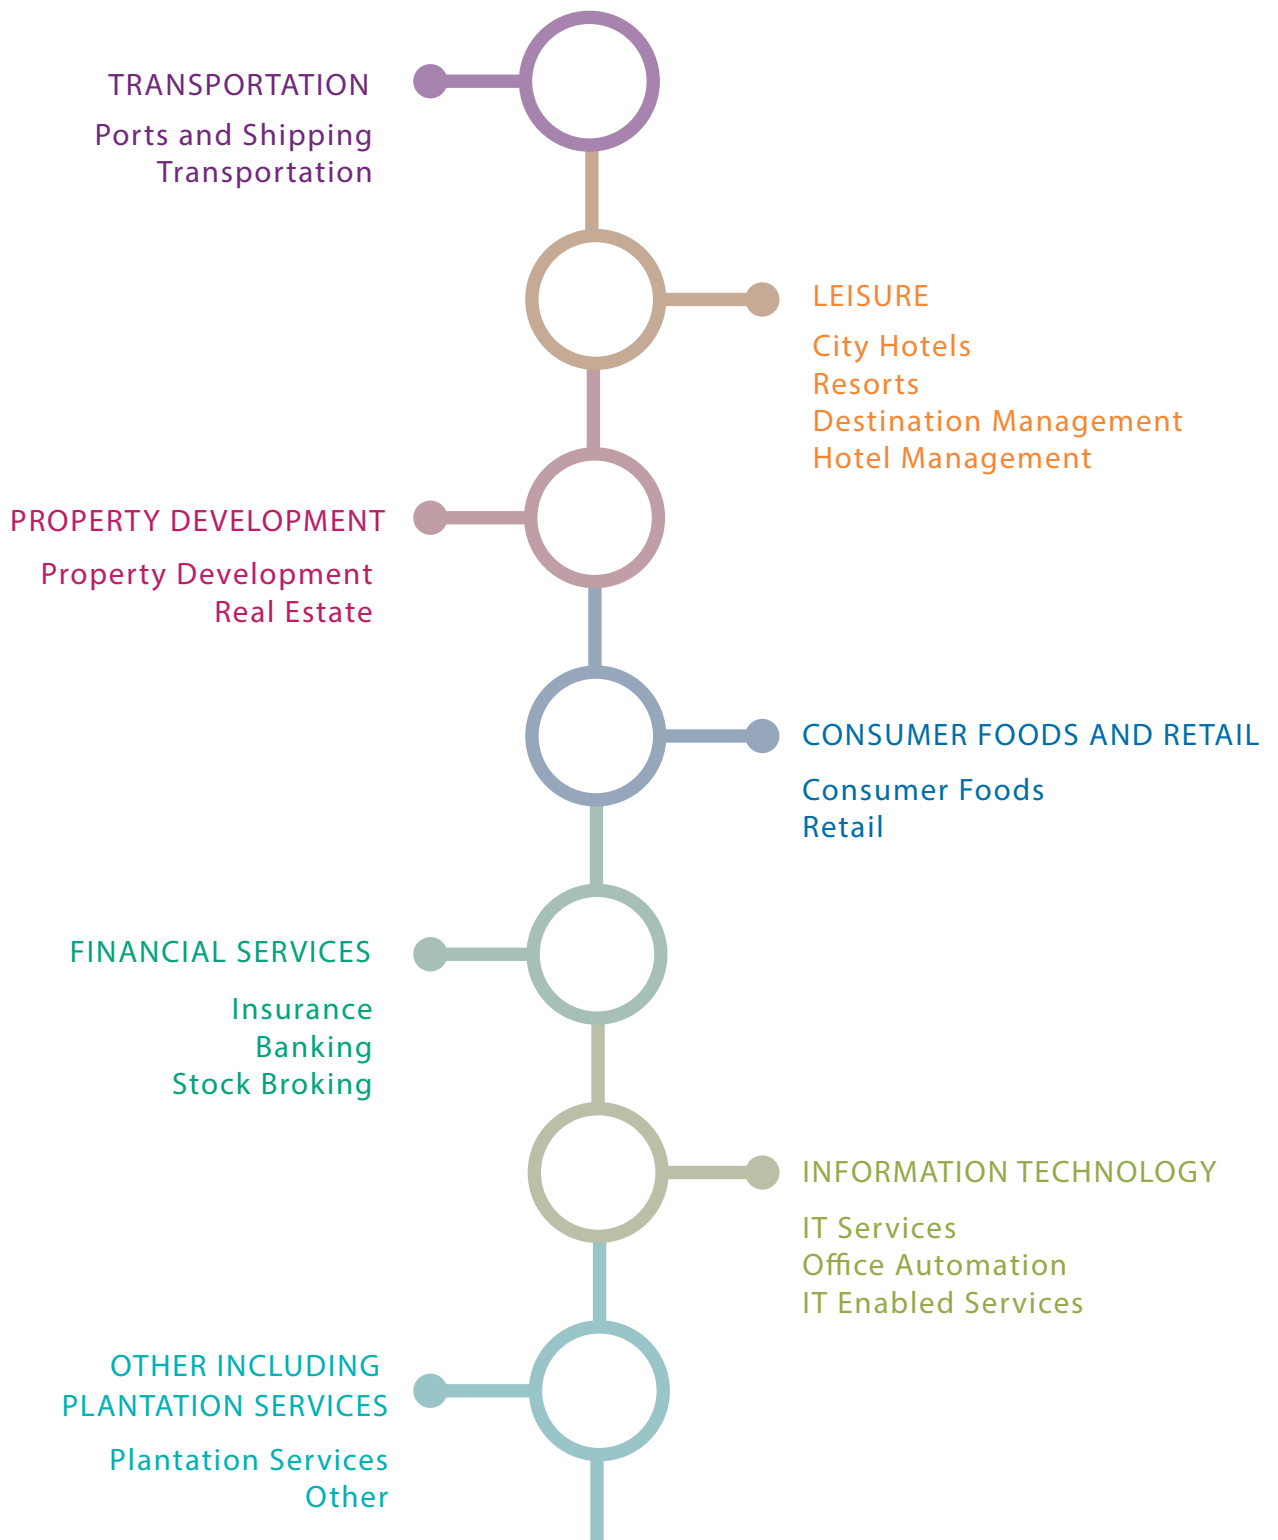 TRANSPORTATION
Ports and Shipping
Transportation
LEISURE
City Hotels
Resorts
Destination Management
Hotel Management
PROPERTY DEVELOPMENT
Property Development
Real Estate
CONSUMER FOODS AND RETAIL
Consumer Foods
Retail
FINANCIAL SERVICES
Insurance
Banking
Stock Broking
INFORMATION TECHNOLOGY
IT Services
Office Automation
IT Enabled Services
OTHER INCLUDING
PLANTATION SERVICES
Plantation Services
Other